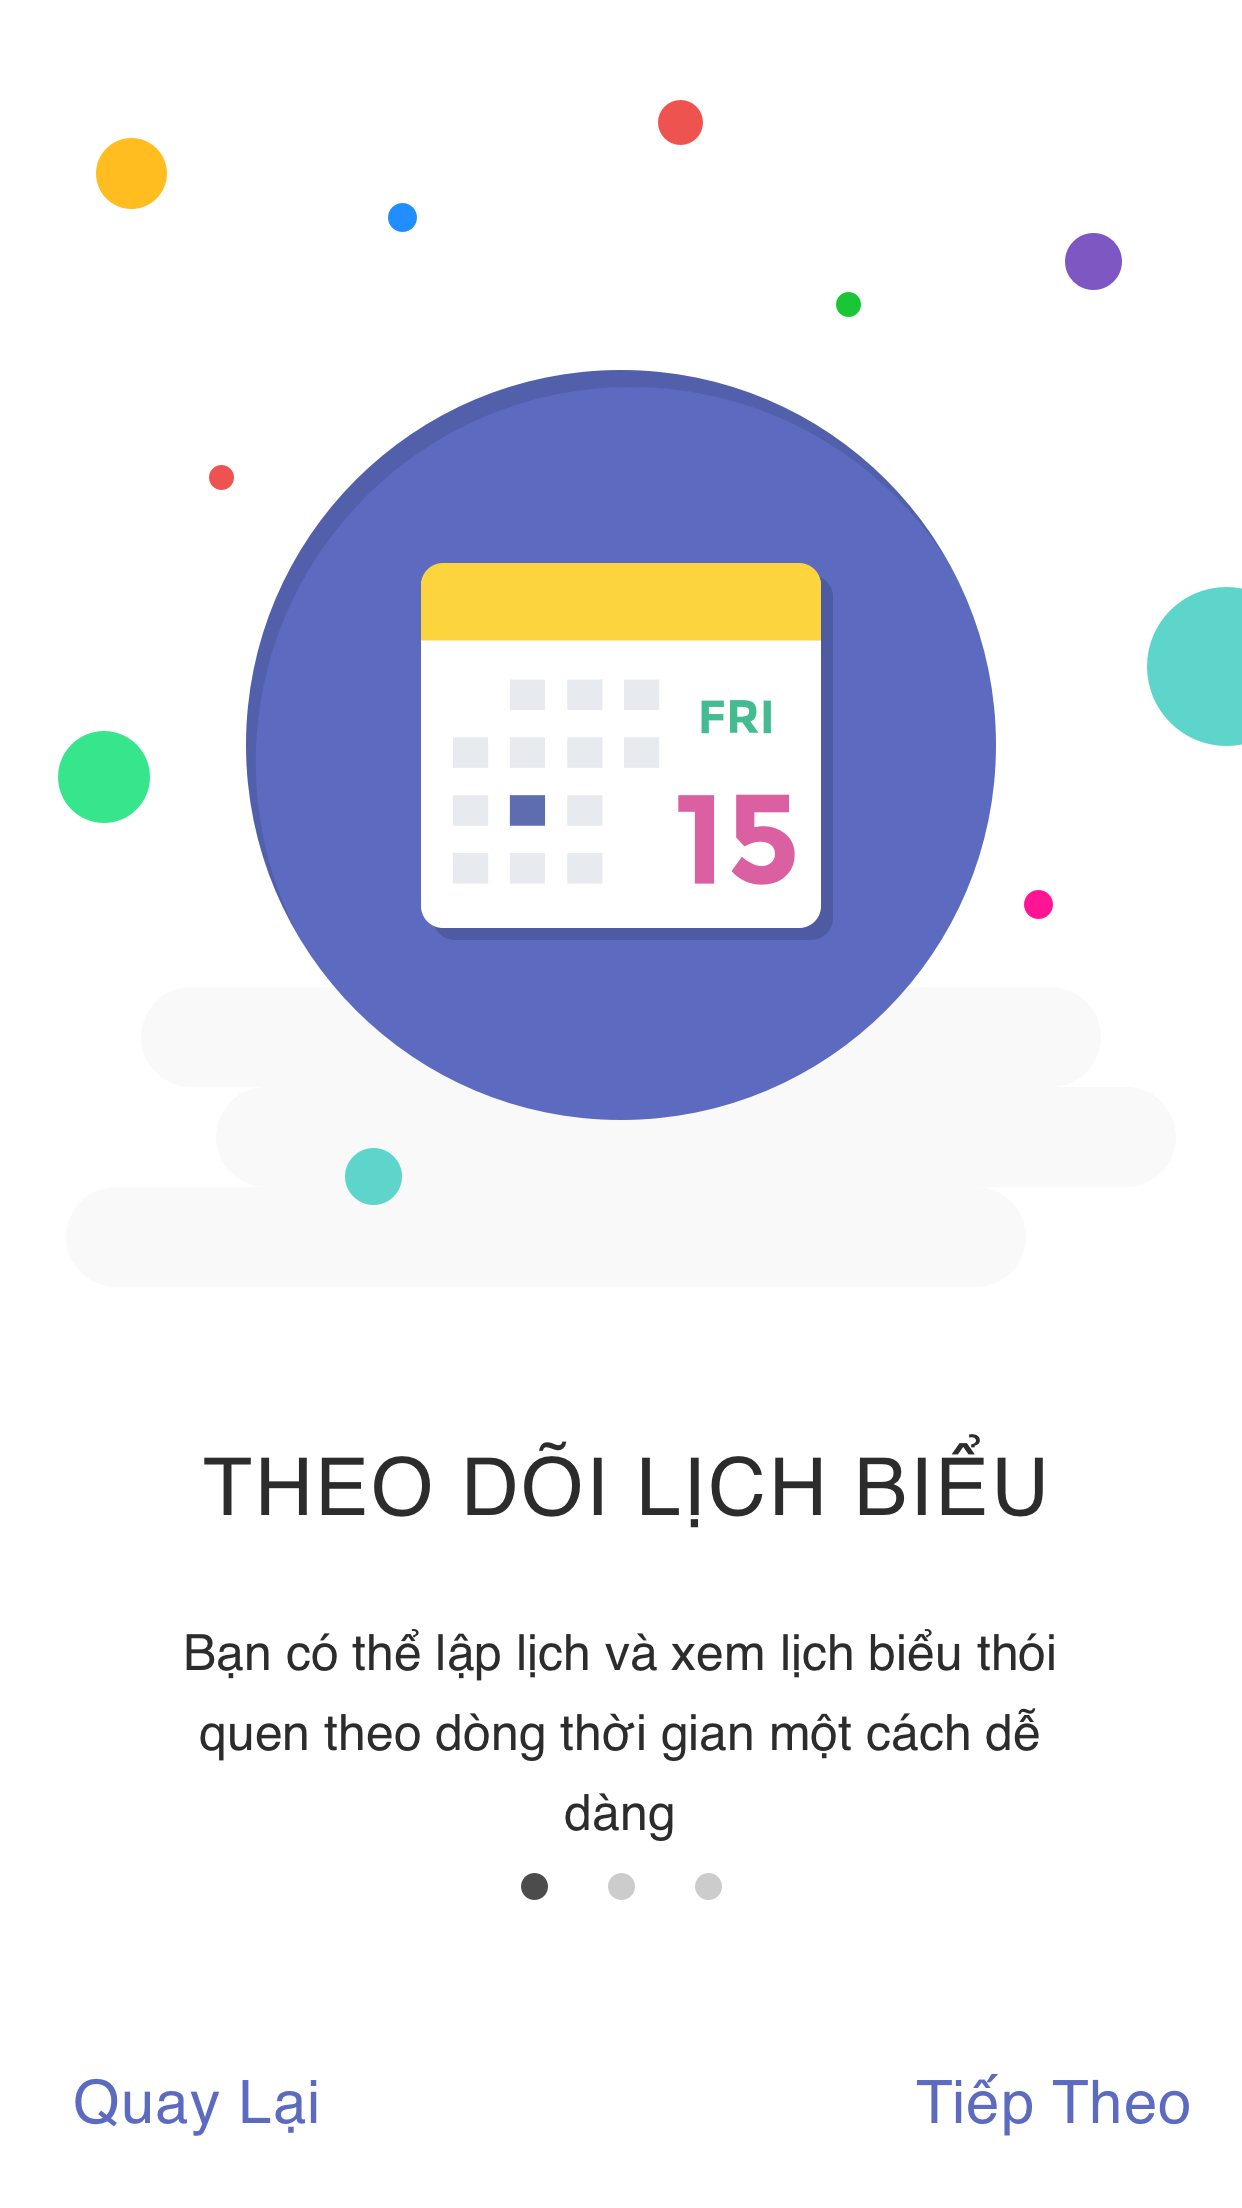 FRI
15
THEO DÕI LỊCH BIỂU
Bạn có thể lập lịch và xem lịch biểu thói
quen theo dòng thời gian một cách dễ
dàng
Quay Lại
Tiếp Theo